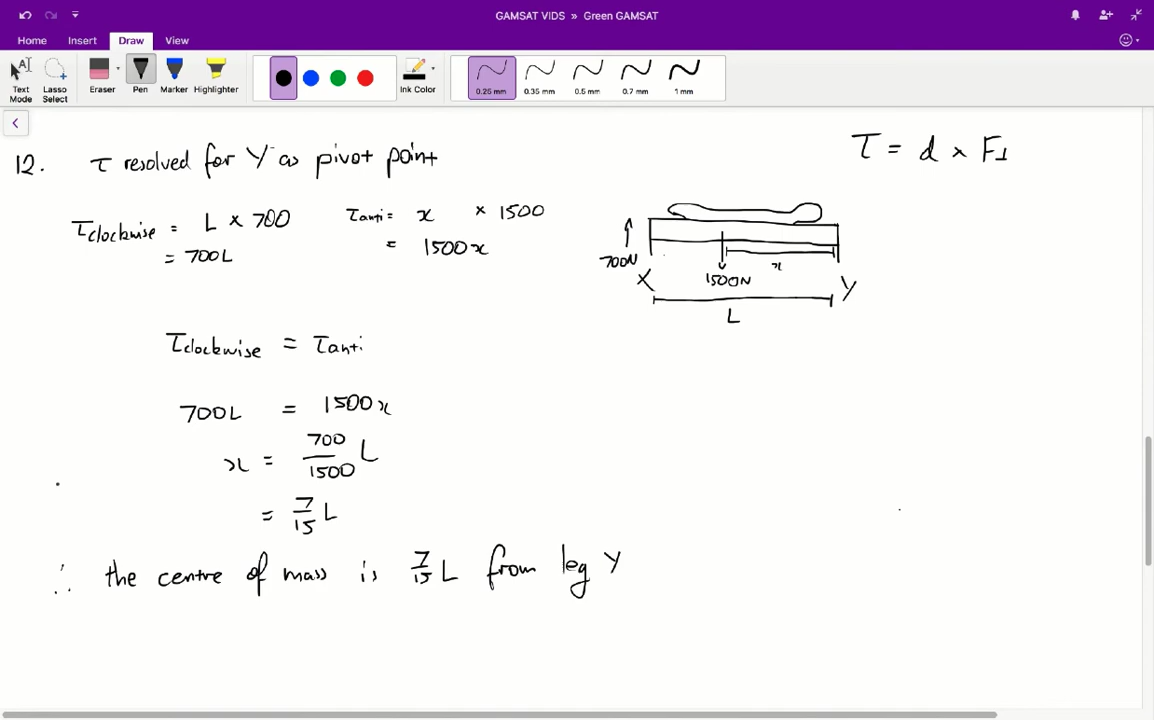 GAMSAT VIDS » Green GAMSAT
Home Insert Draw View
Text Mode
Lasso Select
Eraser
Pen
Marker
Highlighter
Ink Color
0.25 mm
0.35 mm
0.5 mm
0.7 mm
1 mm
12. τ resolved for Y as pivot point
τ = d × F⊥
τclockwise = L × 700
= 700L
τanti = x × 1500
= 1500x
700N
X
1500N
x
Y
L
τclockwise = τanti
700L = 1500x
x = 700/1500 L
= 7/15 L
∴ the centre of mass is 7/15 L from leg Y